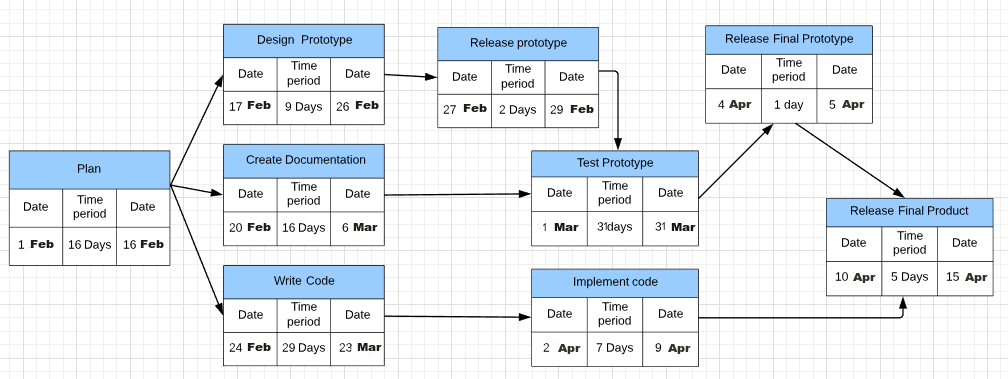 Design Prototype
Date Time period Date
17 Feb 9 Days 26 Feb
Release prototype
Date Time period Date
27 Feb 2 Days 29 Feb
Release Final Prototype
Date Time period Date
4 Apr 1 day 5 Apr
Plan
Date Time period Date
1 Feb 16 Days 16 Feb
Create Documentation
Date Time period Date
20 Feb 16 Days 6 Mar
Test Prototype
Date Time period Date
1 Mar 31days 31 Mar
Release Final Product
Date Time period Date
10 Apr 5 Days 15 Apr
Write Code
Date Time period Date
24 Feb 29 Days 23 Mar
Implement code
Date Time period Date
2 Apr 7 Days 9 Apr